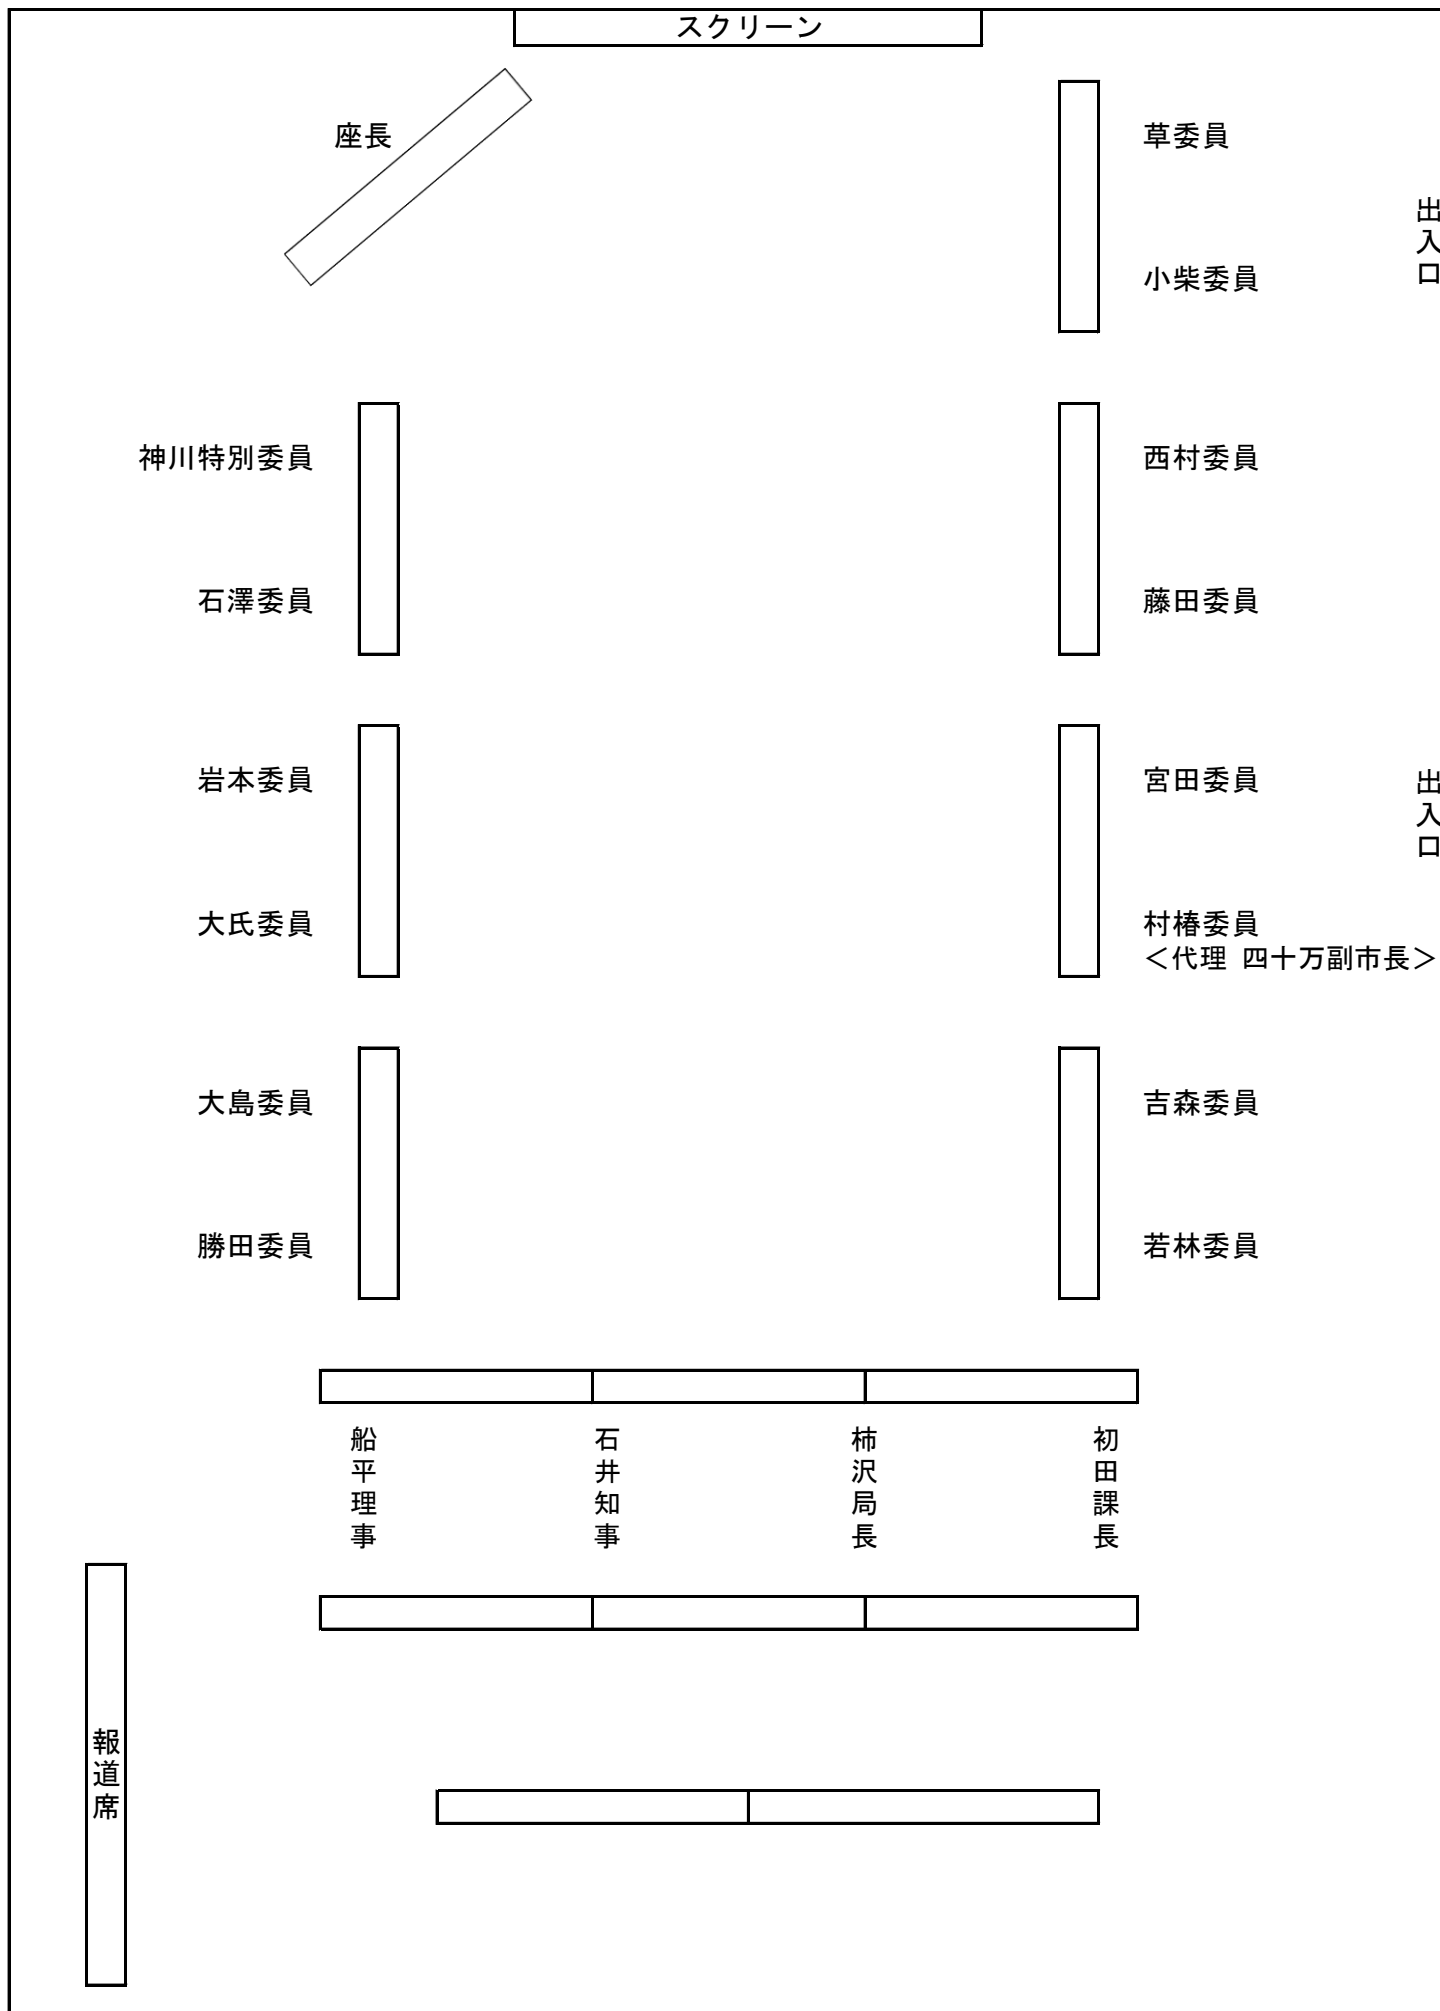 スクリーン
座長
草委員
出入口
小柴委員
神川特別委員
西村委員
石澤委員
藤田委員
岩本委員
宮田委員
出入口
大氏委員
村椿委員
＜代理 四十万副市長＞
大島委員
吉森委員
勝田委員
若林委員
船平理事
石井知事
柿沢局長
初田課長
報道席